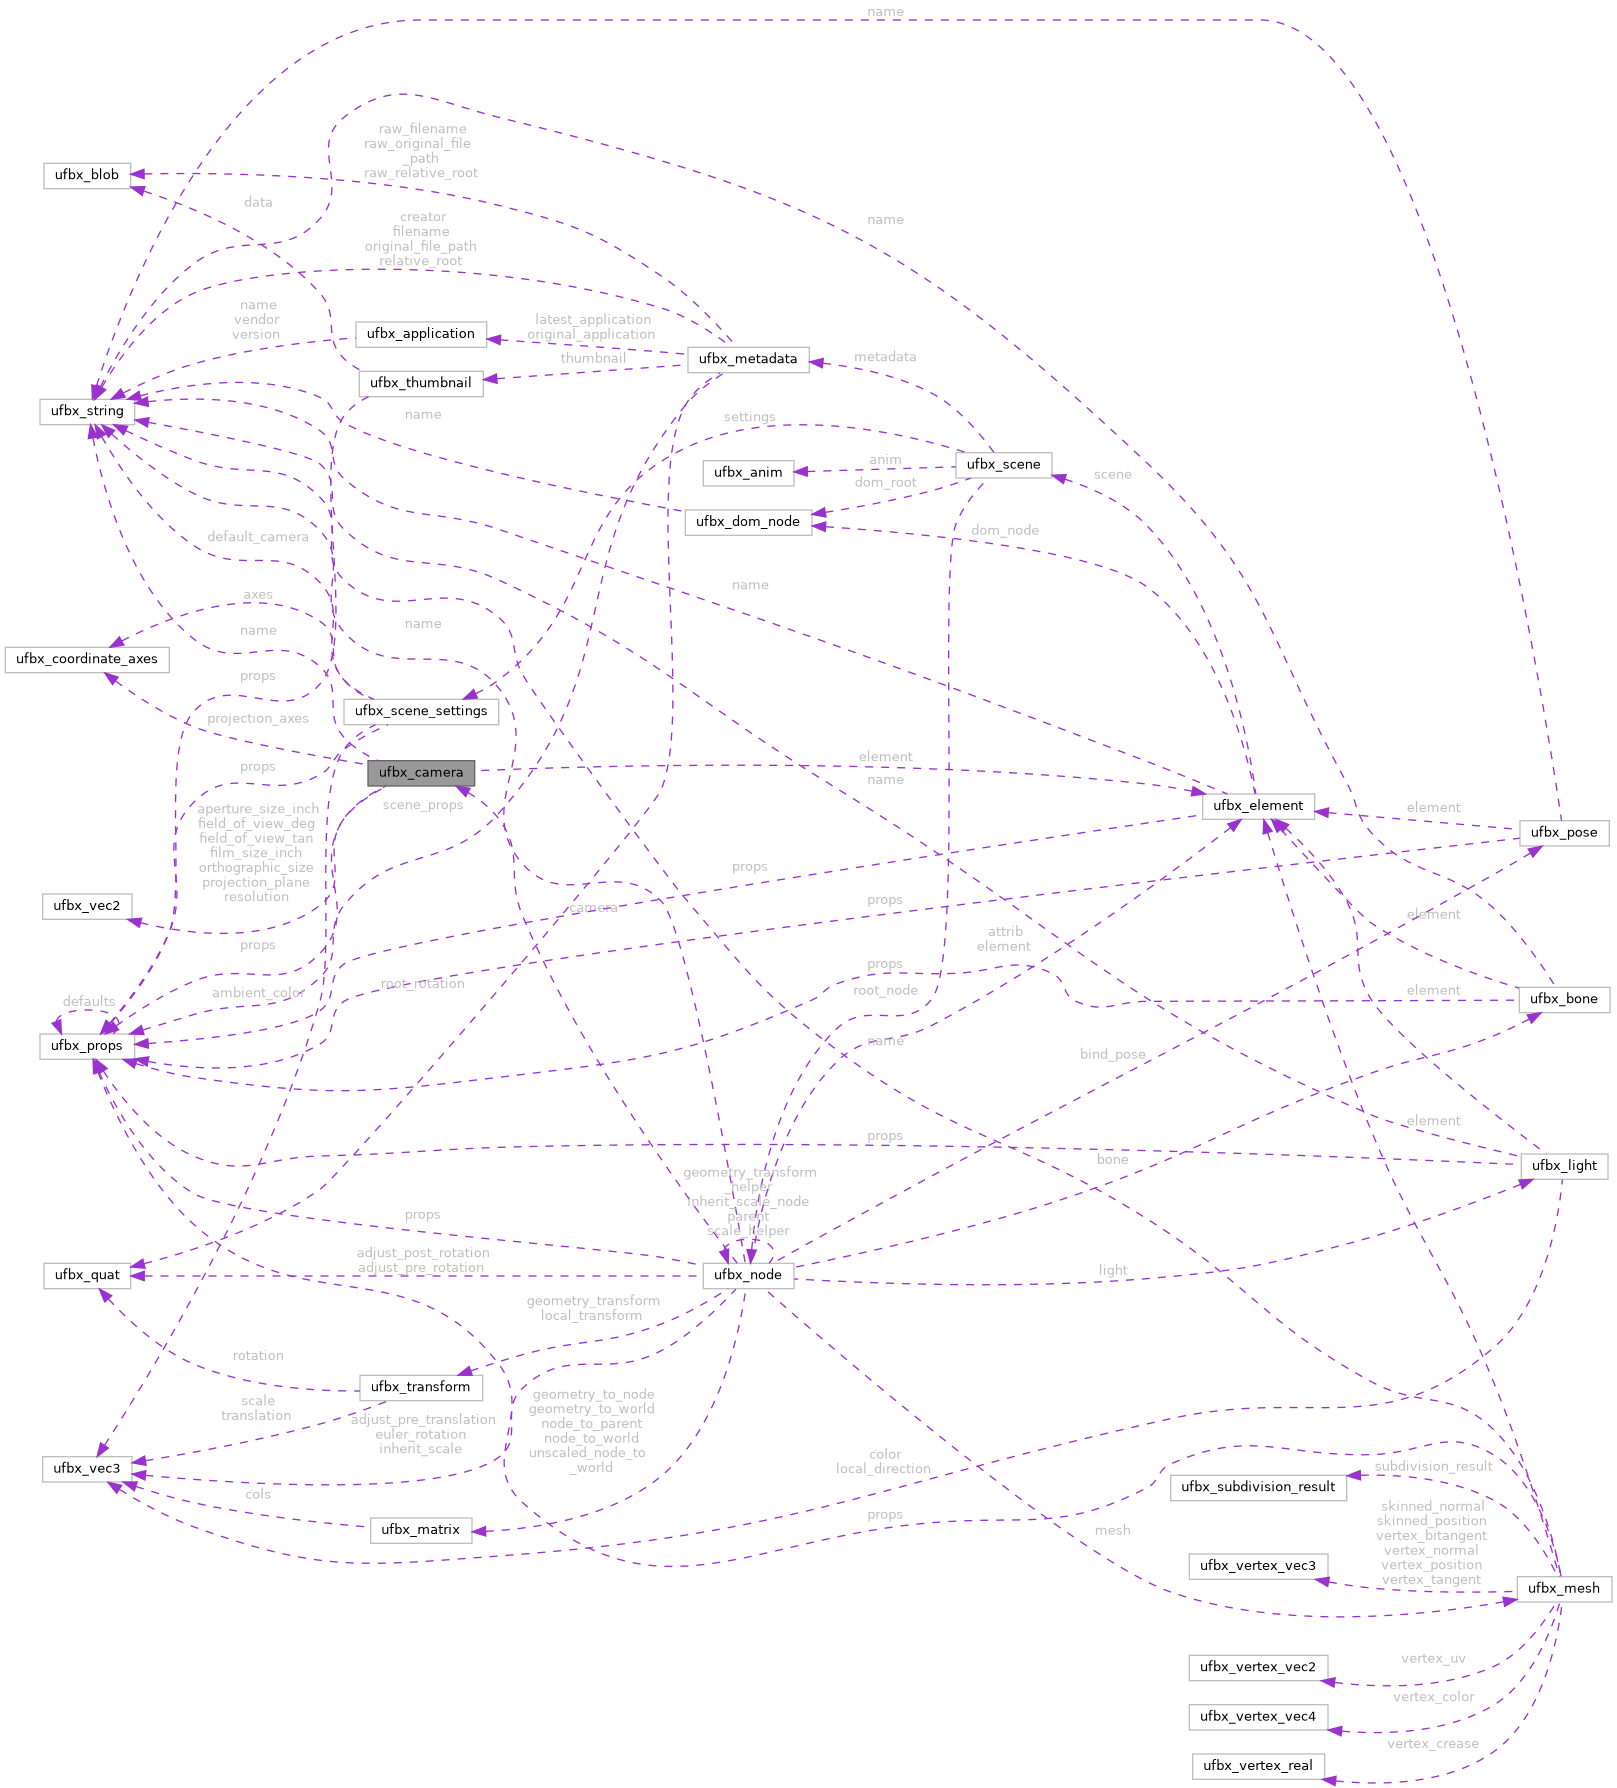 name
raw_filename
raw_original_file
_path
raw_relative_root
ufbx_blob
data
creator
filename
original_file_path
relative_root
name
name
vendor
version
ufbx_application
latest_application
original_application
ufbx_metadata
metadata
thumbnail
ufbx_thumbnail
ufbx_string
name
settings
anim
ufbx_anim
ufbx_scene
scene
dom_root
ufbx_dom_node
dom_node
default_camera
axes
name
name
name
ufbx_coordinate_axes
props
ufbx_scene_settings
projection_axes
props
ufbx_camera
element
name
scene_props
aperture_size_inch
field_of_view_deg
field_of_view_tan
film_size_inch
orthographic_size
projection_plane
resolution
ufbx_element
element
ufbx_pose
props
props
ufbx_vec2
camera
attrib
element
element
props
props
root_rotation
ambient_color
root_node
element
ufbx_bone
defaults
ufbx_props
name
bind_pose
props
element
bone
ufbx_light
geometry_transform
_helper
inherit_scale_node
parent
scale_helper
props
adjust_post_rotation
adjust_pre_rotation
ufbx_quat
ufbx_node
light
geometry_transform
local_transform
rotation
ufbx_transform
scale
translation
adjust_pre_translation
euler_rotation
inherit_scale
geometry_to_node
geometry_to_world
node_to_parent
node_to_world
unscaled_node_to
_world
ufbx_vec3
color
local_direction
cols
ufbx_matrix
props
mesh
subdivision_result
ufbx_subdivision_result
skinned_normal
skinned_position
vertex_bitangent
vertex_normal
vertex_position
vertex_tangent
ufbx_vertex_vec3
ufbx_mesh
vertex_uv
ufbx_vertex_vec2
vertex_color
ufbx_vertex_vec4
vertex_crease
ufbx_vertex_real